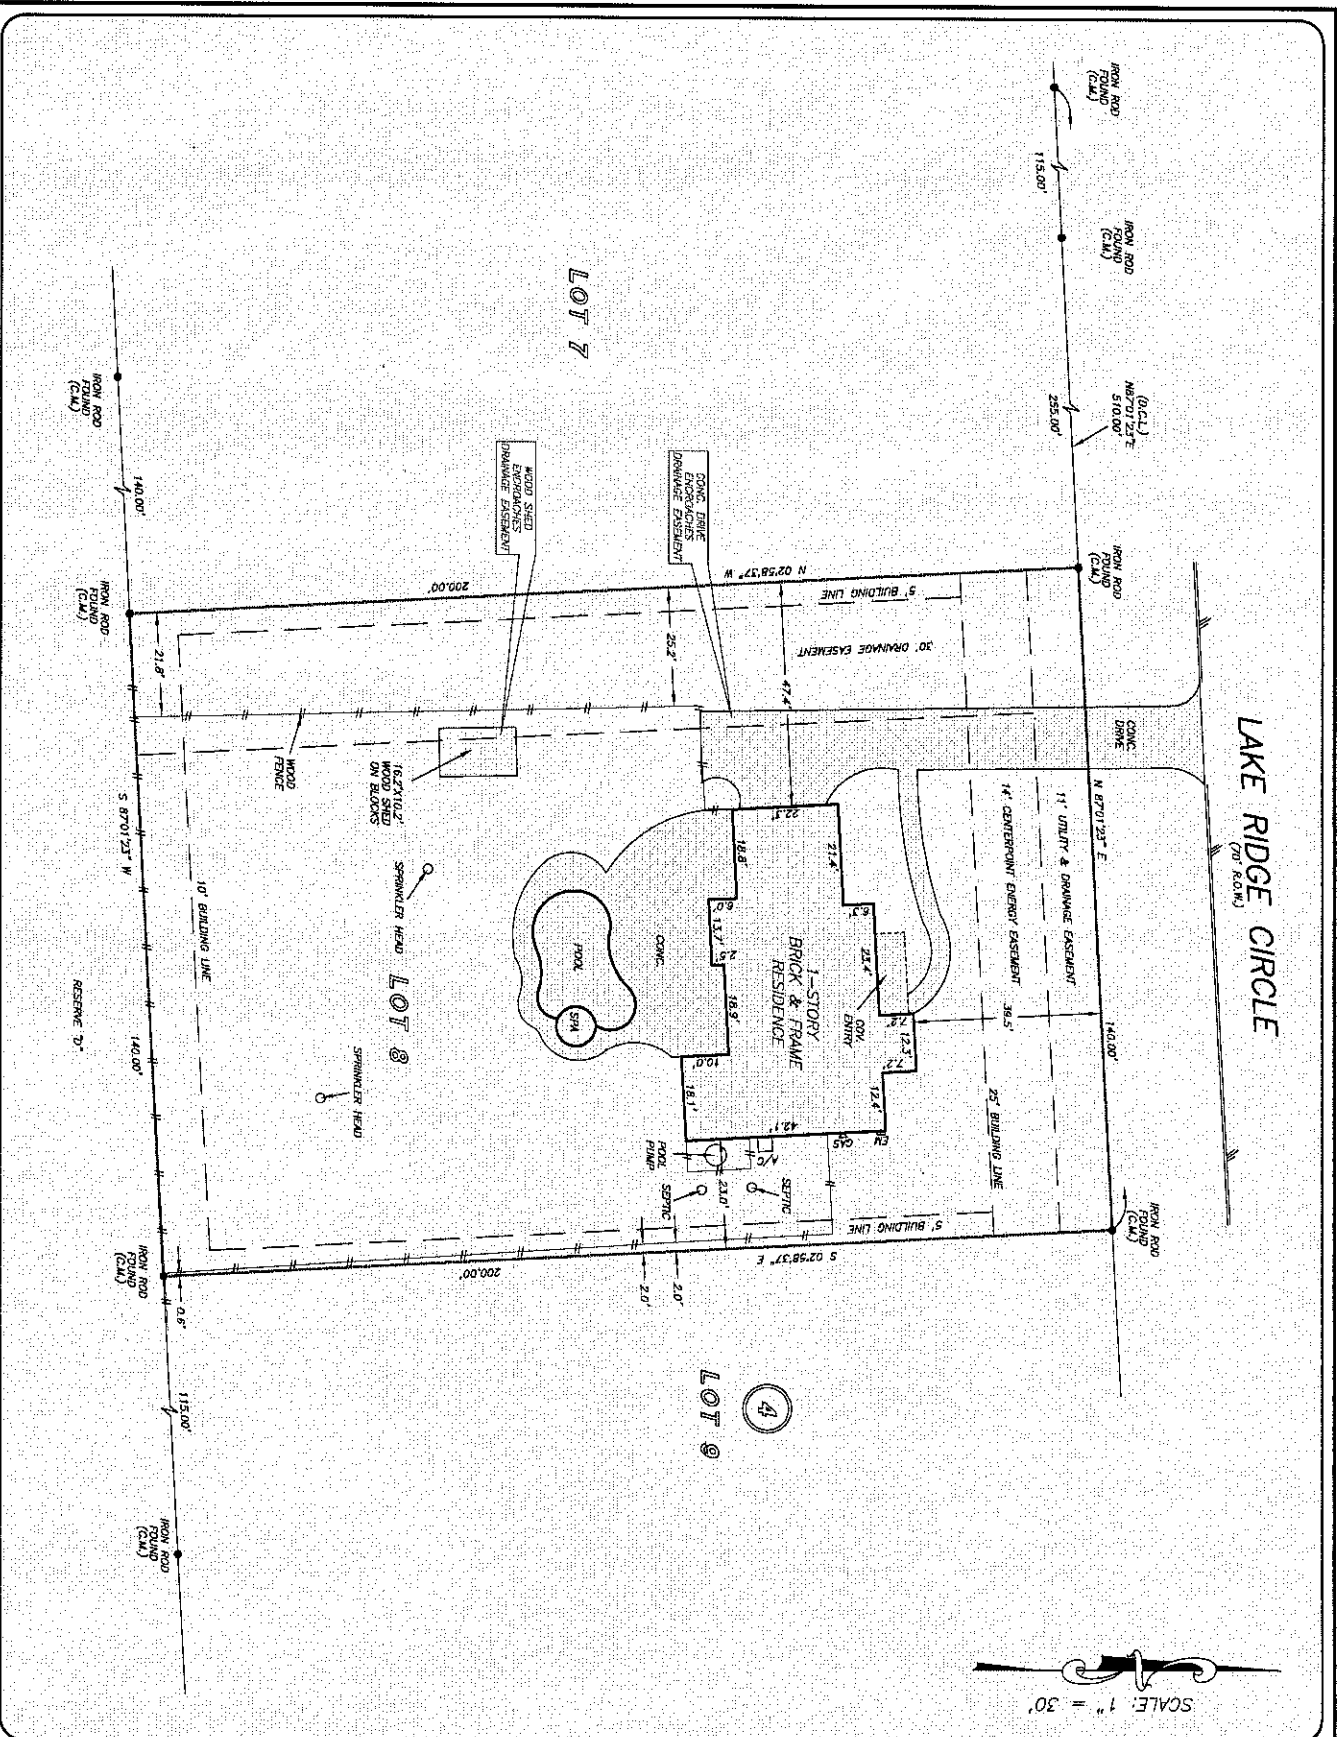 LAKE RIDGE CIRCLE
(70' R.O.W.)
IRON ROD
FOUND
(C.M.)
115.00'
IRON ROD
FOUND
(C.M.)
(B.C.L.)
N87°01'23"E
510.00'
255.00'
IRON ROD
FOUND
(C.M.)
CONC.
DRIVE
N 87°01'23" E
140.00'
IRON ROD
FOUND
(C.M.)
11' UTILITY & DRAINAGE EASEMENT
14' CENTERPOINT ENERGY EASEMENT
39.5'
25' BUILDING LINE
5' BUILDING LINE
30' DRAINAGE EASEMENT
N 02°58'37" W
200.00'
47.4'
25.2'
CONC. DRIVE
ENCROACHES
DRAINAGE EASEMENT
WOOD SHED
ENCROACHES
DRAINAGE EASEMENT
LOT 7
22.3'
21.4'
6.3'
23.4'
COV.
ENTRY
7.2'
12.3'
7.2'
12.4'
1-STORY
BRICK & FRAME
RESIDENCE
18.8'
6.0'
13.7'
2.5'
18.9'
10.0'
18.1'
42.1'
EM
GAS
A/C
POOL
PUMP
23.0'
SEPTIC
SEPTIC
5' BUILDING LINE
S 02°58'37" E
200.00'
2.0'
2.0'
CONC.
POOL
SPA
16.2'X10.2'
WOOD SHED
ON BLOCKS
WOOD
FENCE
SPRINKLER HEAD
LOT 8
SPRINKLER HEAD
10' BUILDING LINE
21.8'
S 87°01'23" W
140.00'
RESERVE "D"
IRON ROD
FOUND
(C.M.)
140.00'
IRON ROD
FOUND
(C.M.)
IRON ROD
FOUND
(C.M.)
0.6'
115.00'
IRON ROD
FOUND
(C.M.)
4
LOT 9
SCALE: 1" = 30'